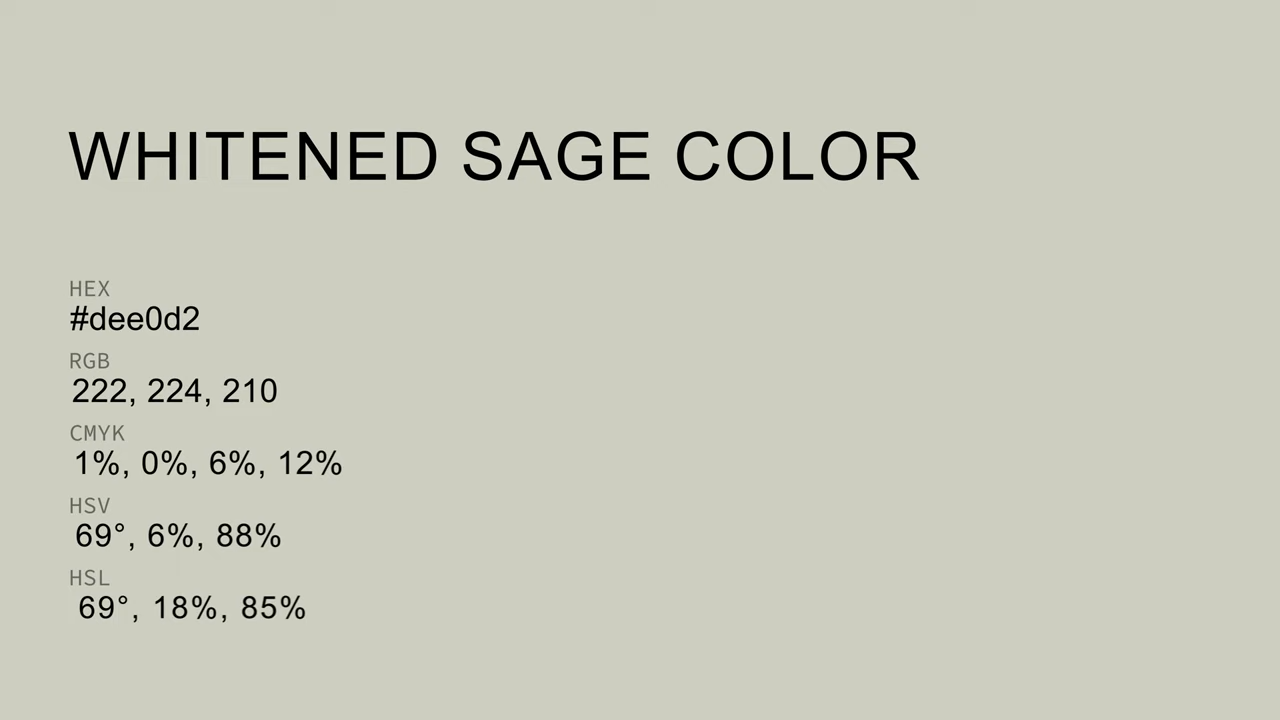 WHITENED SAGE COLOR
HEX
#dee0d2
RGB
222, 224, 210
CMYK
1%, 0%, 6%, 12%
HSV
69°, 6%, 88%
HSL
69°, 18%, 85%